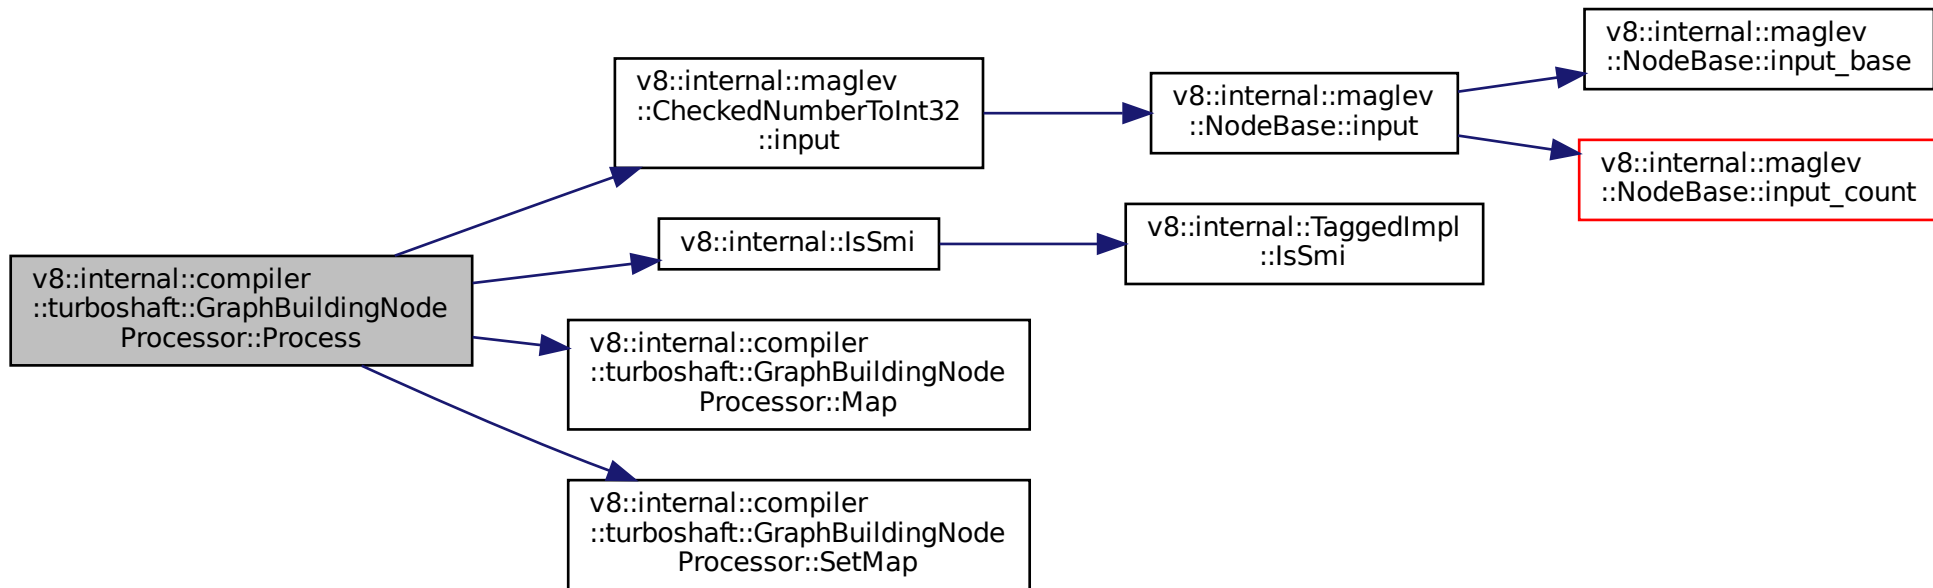 v8::internal::compiler
::turboshaft::GraphBuildingNode
Processor::Process
v8::internal::maglev
::CheckedNumberToInt32
::input
v8::internal::maglev
::NodeBase::input
v8::internal::maglev
::NodeBase::input_base
v8::internal::maglev
::NodeBase::input_count
v8::internal::IsSmi
v8::internal::TaggedImpl
::IsSmi
v8::internal::compiler
::turboshaft::GraphBuildingNode
Processor::Map
v8::internal::compiler
::turboshaft::GraphBuildingNode
Processor::SetMap